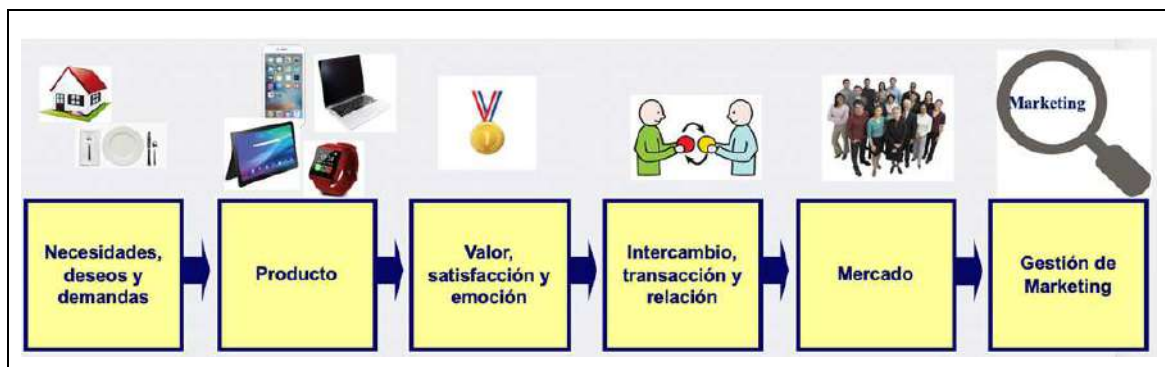 Marketing
Necesidades,
deseos y
demandas
Producto
Valor,
satisfacción y
emoción
Intercambio,
transacción y
relación
Mercado
Gestión de
Marketing